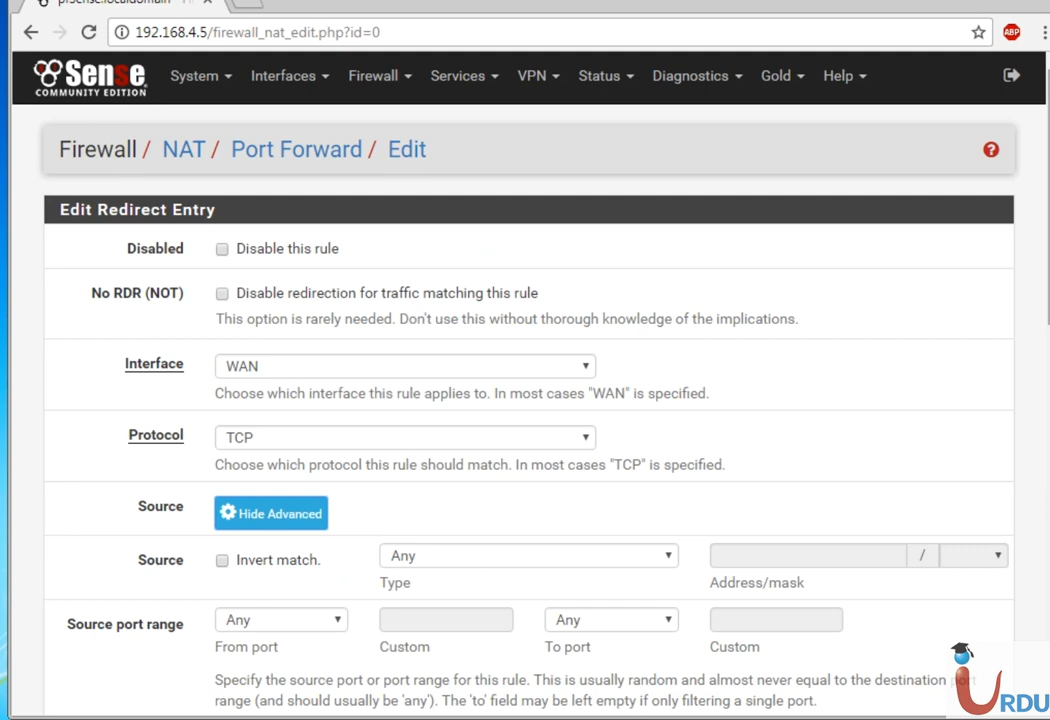 pfSense.localdomain - Fi
192.168.4.5/firewall_nat_edit.php?id=0
ABP
Sense
COMMUNITY EDITION
System Interfaces Firewall Services VPN Status Diagnostics Gold Help
Firewall / NAT / Port Forward / Edit
Edit Redirect Entry
Disabled Disable this rule
No RDR (NOT) Disable redirection for traffic matching this rule
This option is rarely needed. Don't use this without thorough knowledge of the implications.
Interface WAN
Choose which interface this rule applies to. In most cases "WAN" is specified.
Protocol TCP
Choose which protocol this rule should match. In most cases "TCP" is specified.
Source Hide Advanced
Source Invert match. Any /
Type Address/mask
Source port range Any Any
From port Custom To port Custom
Specify the source port or port range for this rule. This is usually random and almost never equal to the destination port
range (and should usually be 'any'). The 'to' field may be left empty if only filtering a single port.
URDU